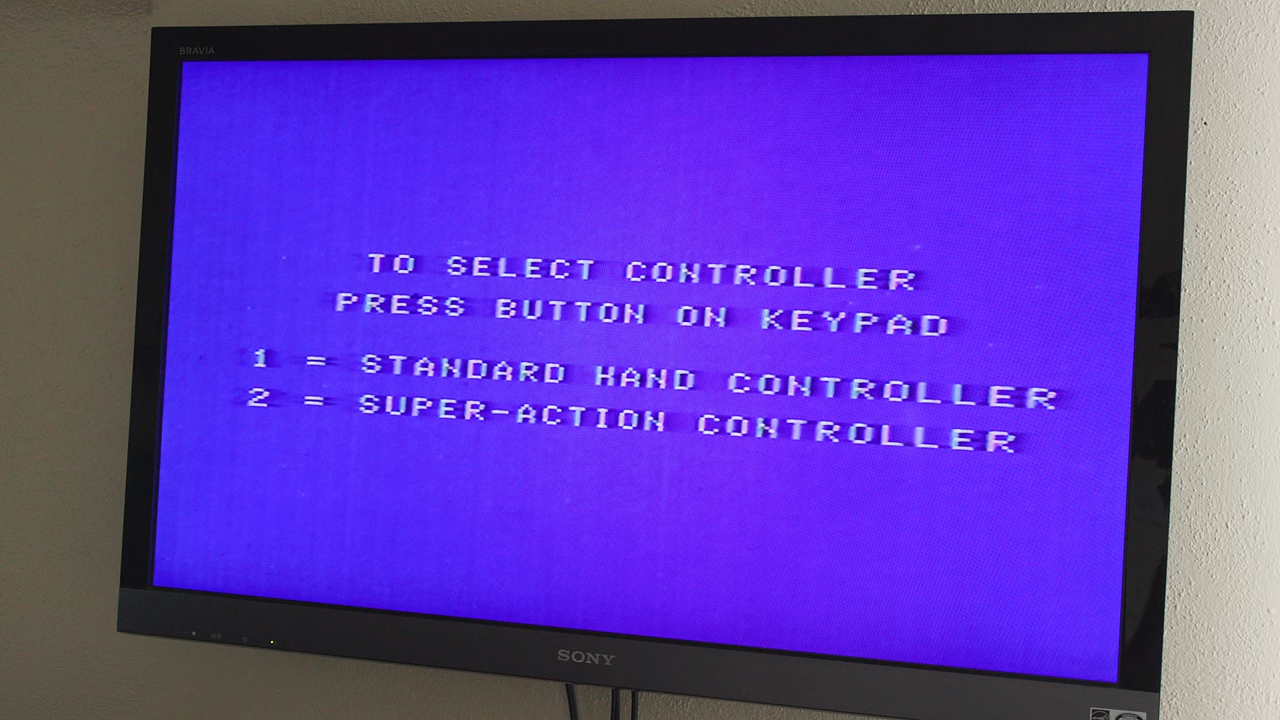 BRAVIA
TO SELECT CONTROLLER
PRESS BUTTON ON KEYPAD
1 = STANDARD HAND CONTROLLER
2 = SUPER-ACTION CONTROLLER
SONY